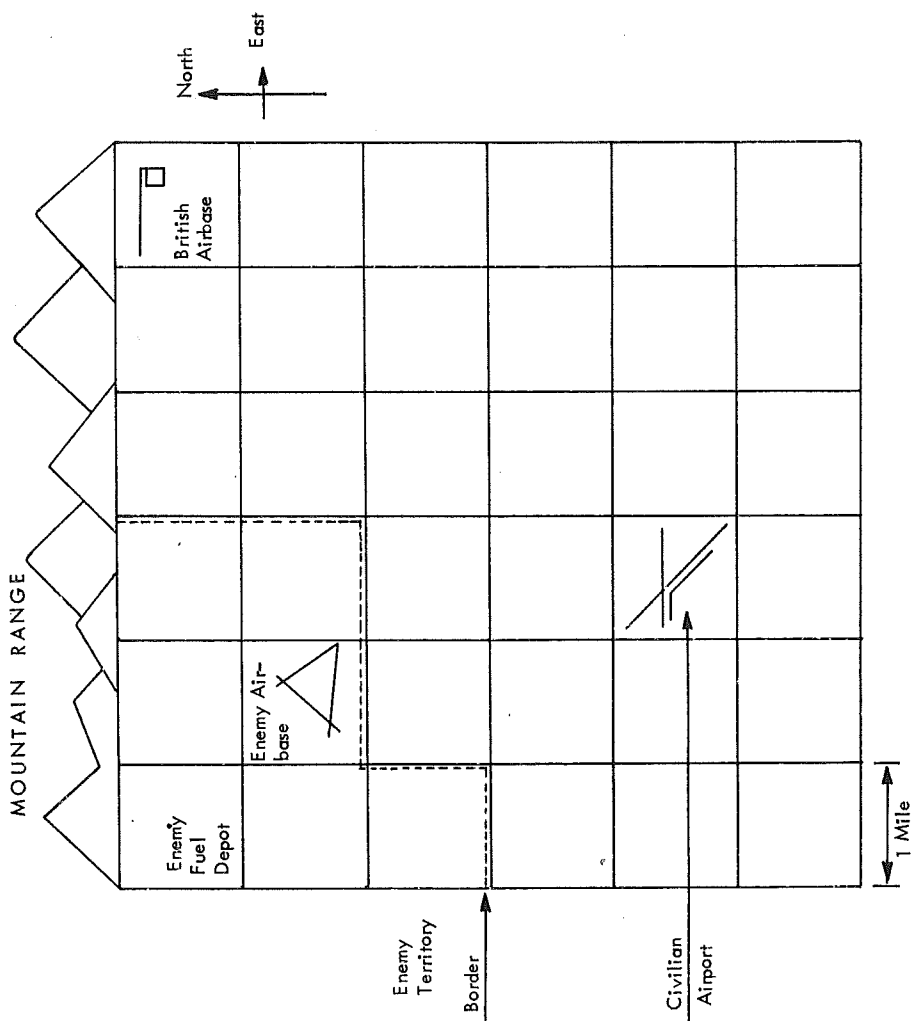 MOUNTAIN RANGE
North
East
Enemy
Fuel
Depot
Enemy Air-
base
British
Airbase
Enemy
Territory
Border
Civilian
Airport
1 Mile